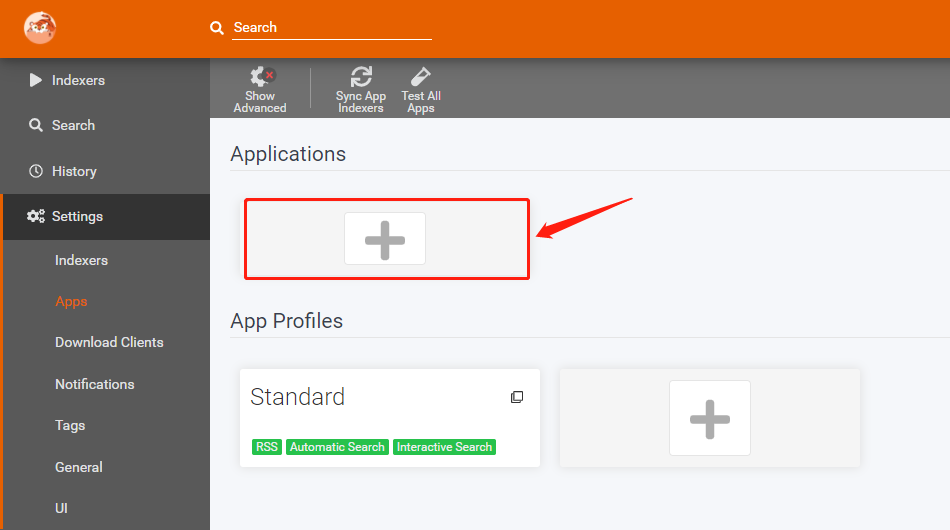 Search
Indexers
Search
History
Settings
Indexers
Apps
Download Clients
Notifications
Tags
General
UI
Show
Advanced
Sync App
Indexers
Test All
Apps
Applications
App Profiles
Standard
RSS Automatic Search Interactive Search